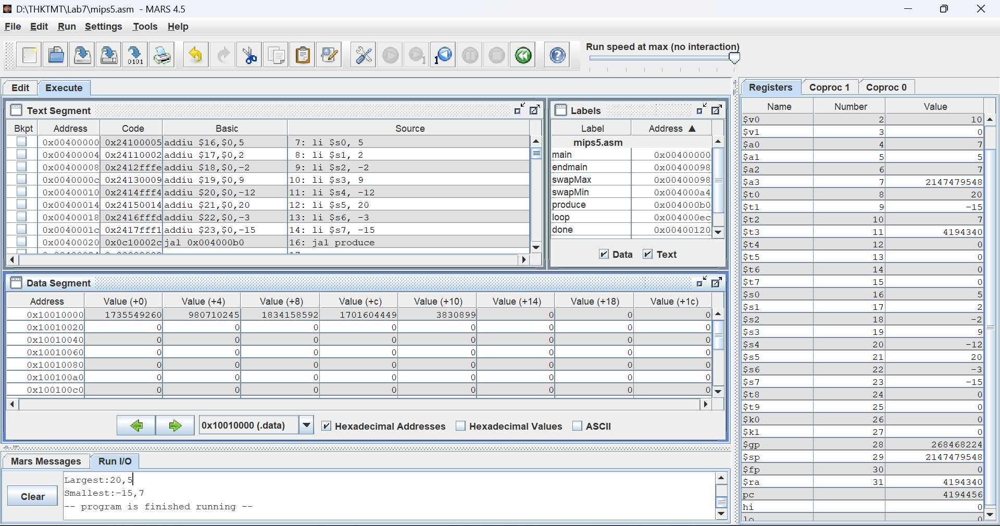 D:\THKTMT\Lab7\mips5.asm - MARS 4.5
File Edit Run Settings Tools Help
Run speed at max (no interaction)
Edit Execute
Text Segment
Bkpt Address Code Basic Source
0x00400000 0x24100005 addiu $16,$0,5 7: li $s0, 5
0x00400004 0x24110002 addiu $17,$0,2 8: li $s1, 2
0x00400008 0x2412fffe addiu $18,$0,-2 9: li $s2, -2
0x0040000c 0x24130009 addiu $19,$0,9 10: li $s3, 9
0x00400010 0x2414fff4 addiu $20,$0,-12 11: li $s4, -12
0x00400014 0x24150014 addiu $21,$0,20 12: li $s5, 20
0x00400018 0x2416fffd addiu $22,$0,-3 13: li $s6, -3
0x0040001c 0x2417fff1 addiu $23,$0,-15 14: li $s7, -15
0x00400020 0x0c10002c jal 0x004000b0 16: jal produce
Labels
Label Address ▲
mips5.asm
main 0x00400000
endmain 0x00400098
swapMax 0x00400098
swapMin 0x004000a4
produce 0x004000b0
loop 0x004000ec
done 0x00400120
Data Text
Data Segment
Address Value (+0) Value (+4) Value (+8) Value (+c) Value (+10) Value (+14) Value (+18) Value (+1c)
0x10010000 1735549260 980710245 1834158592 1701604449 3830899 0 0 0
0x10010020 0 0 0 0 0 0 0 0
0x10010040 0 0 0 0 0 0 0 0
0x10010060 0 0 0 0 0 0 0 0
0x10010080 0 0 0 0 0 0 0 0
0x100100a0 0 0 0 0 0 0 0 0
0x100100c0 0 0 0 0 0 0 0 0
0x10010000 (.data) Hexadecimal Addresses Hexadecimal Values ASCII
Mars Messages Run I/O
Clear
Largest:20,5
Smallest:-15,7
-- program is finished running --
Registers Coproc 1 Coproc 0
Name Number Value
$v0 2 10
$v1 3 0
$a0 4 7
$a1 5 5
$a2 6 7
$a3 7 2147479548
$t0 8 20
$t1 9 -15
$t2 10 7
$t3 11 4194340
$t4 12 0
$t5 13 0
$t6 14 0
$t7 15 0
$s0 16 5
$s1 17 2
$s2 18 -2
$s3 19 9
$s4 20 -12
$s5 21 20
$s6 22 -3
$s7 23 -15
$t8 24 0
$t9 25 0
$k0 26 0
$k1 27 0
$gp 28 268468224
$sp 29 2147479548
$fp 30 0
$ra 31 4194340
pc 4194456
hi 0
lo 0